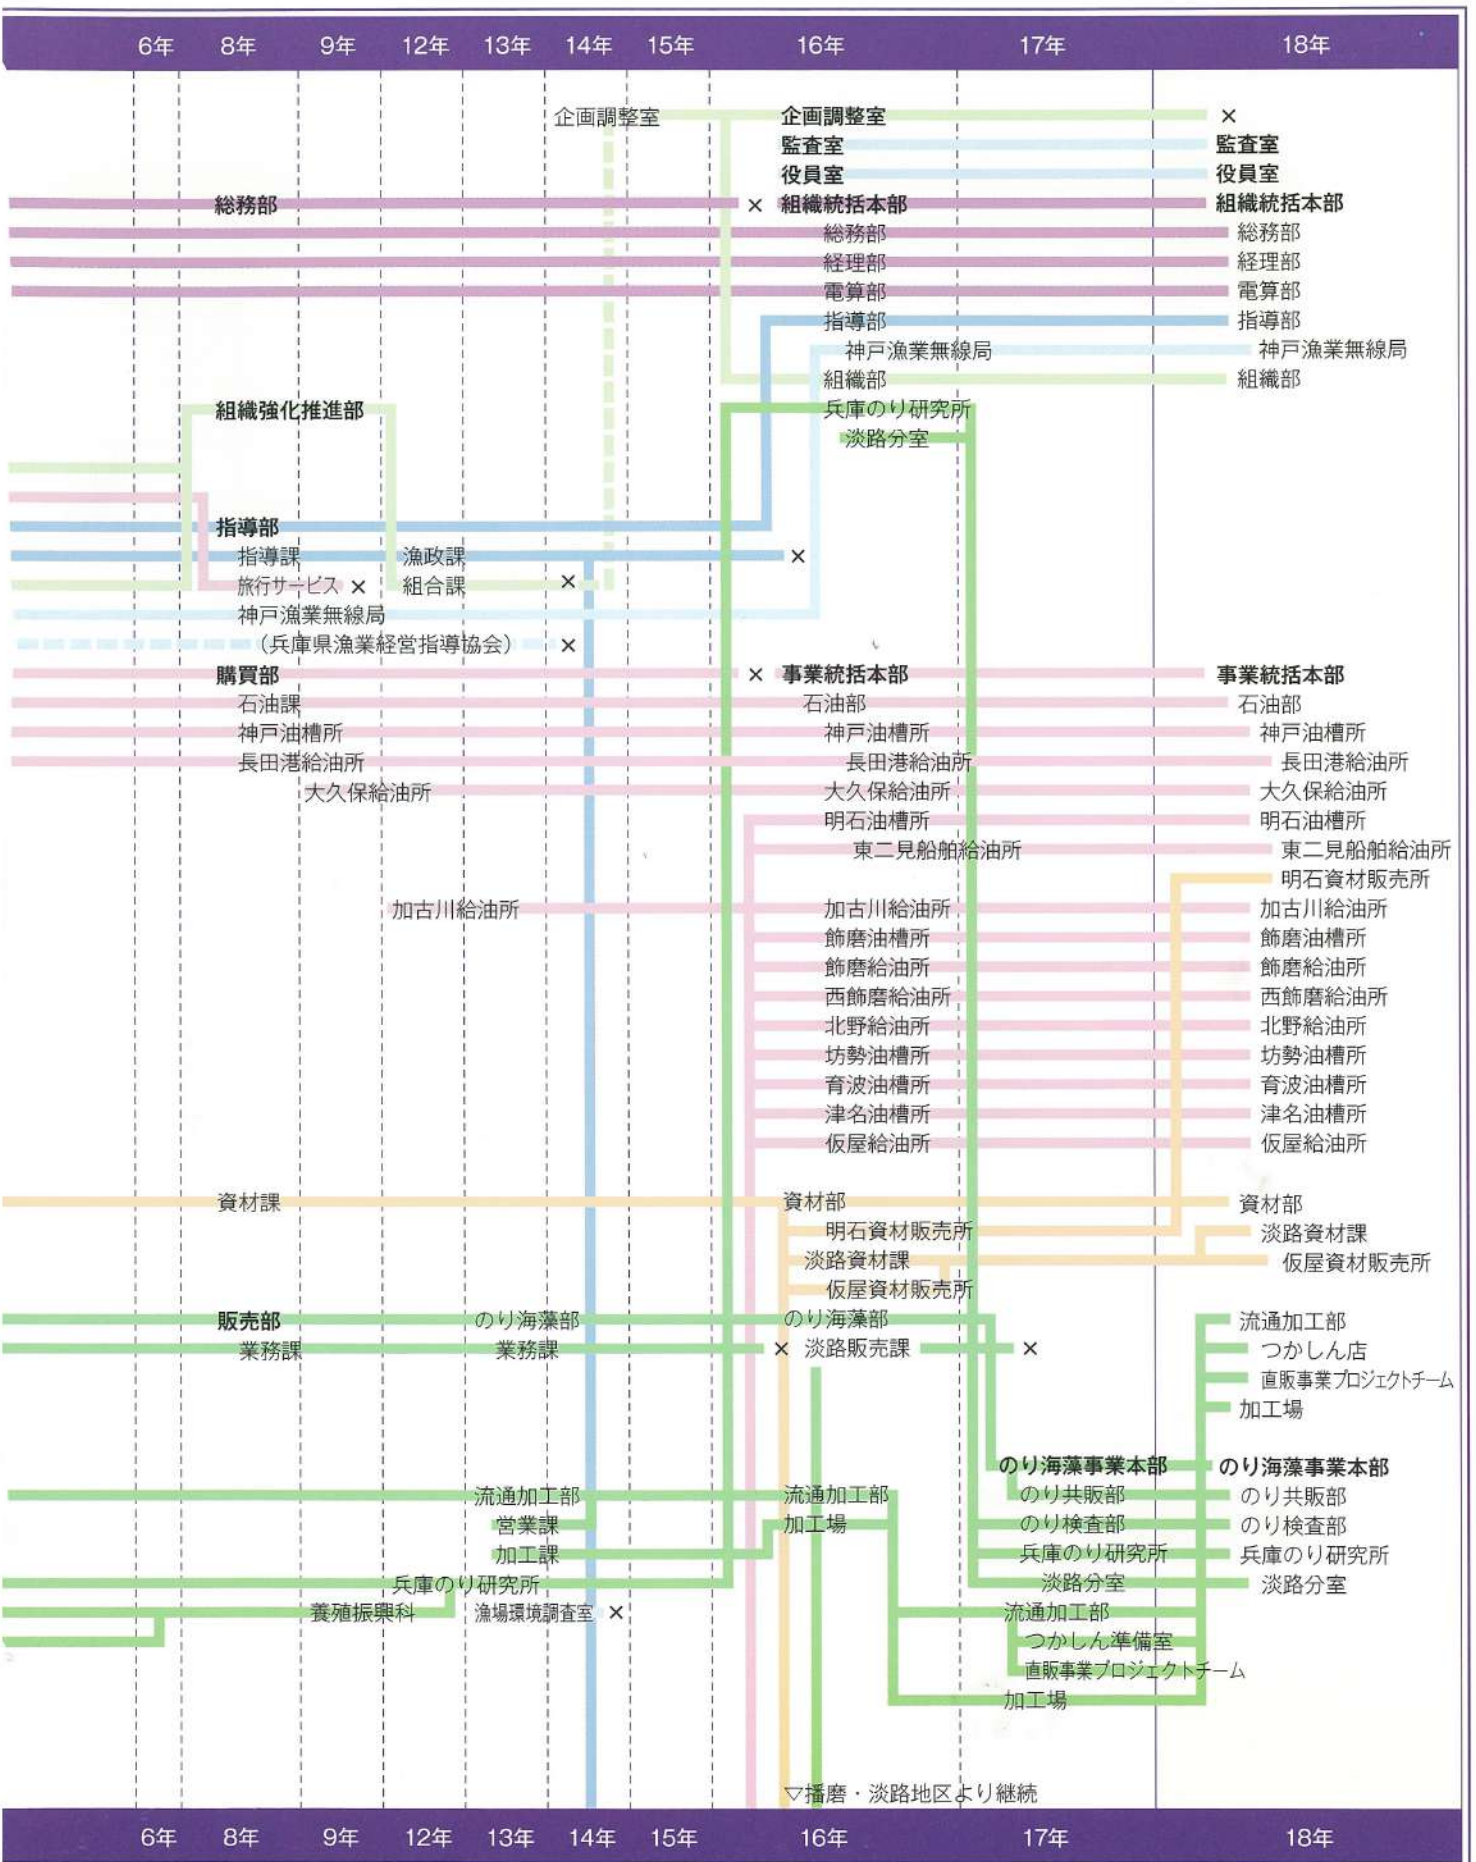 6年 8年 9年 12年 13年 14年 15年 16年 17年 18年
企画調整室 企画調整室 ×
監査室 監査室
役員室 役員室
総務部 × 組織統括本部 組織統括本部
総務部 総務部
経理部 経理部
電算部 電算部
指導部 指導部
神戸漁業無線局 神戸漁業無線局
組織部 組織部
組織強化推進部 兵庫のり研究所
淡路分室
指導部
指導課 漁政課 ×
旅行サービス × 組合課 ×
神戸漁業無線局
（兵庫県漁業経営指導協会） ×
購買部 × 事業統括本部 事業統括本部
石油課 石油部 石油部
神戸油槽所 神戸油槽所 神戸油槽所
長田港給油所 長田港給油所 長田港給油所
大久保給油所 大久保給油所 大久保給油所
明石油槽所 明石油槽所
東二見船舶給油所 東二見船舶給油所
明石資材販売所
加古川給油所 加古川給油所 加古川給油所
飾磨油槽所 飾磨油槽所
飾磨給油所 飾磨給油所
西飾磨給油所 西飾磨給油所
北野給油所 北野給油所
坊勢油槽所 坊勢油槽所
育波油槽所 育波油槽所
津名油槽所 津名油槽所
仮屋給油所 仮屋給油所
資材課 資材部 資材部
明石資材販売所 淡路資材課
淡路資材課 仮屋資材販売所
仮屋資材販売所
販売部 のり海藻部 のり海藻部 流通加工部
業務課 業務課 × 淡路販売課 × つかしん店
直販事業プロジェクトチーム
加工場
のり海藻事業本部 のり海藻事業本部
流通加工部 流通加工部 のり共販部 のり共販部
営業課 加工場 のり検査部 のり検査部
加工課 兵庫のり研究所 兵庫のり研究所
兵庫のり研究所 淡路分室 淡路分室
養殖振興科 漁場環境調査室 × 流通加工部
つかしん準備室
直販事業プロジェクトチーム
加工場
▽播磨・淡路地区より継続
6年 8年 9年 12年 13年 14年 15年 16年 17年 18年